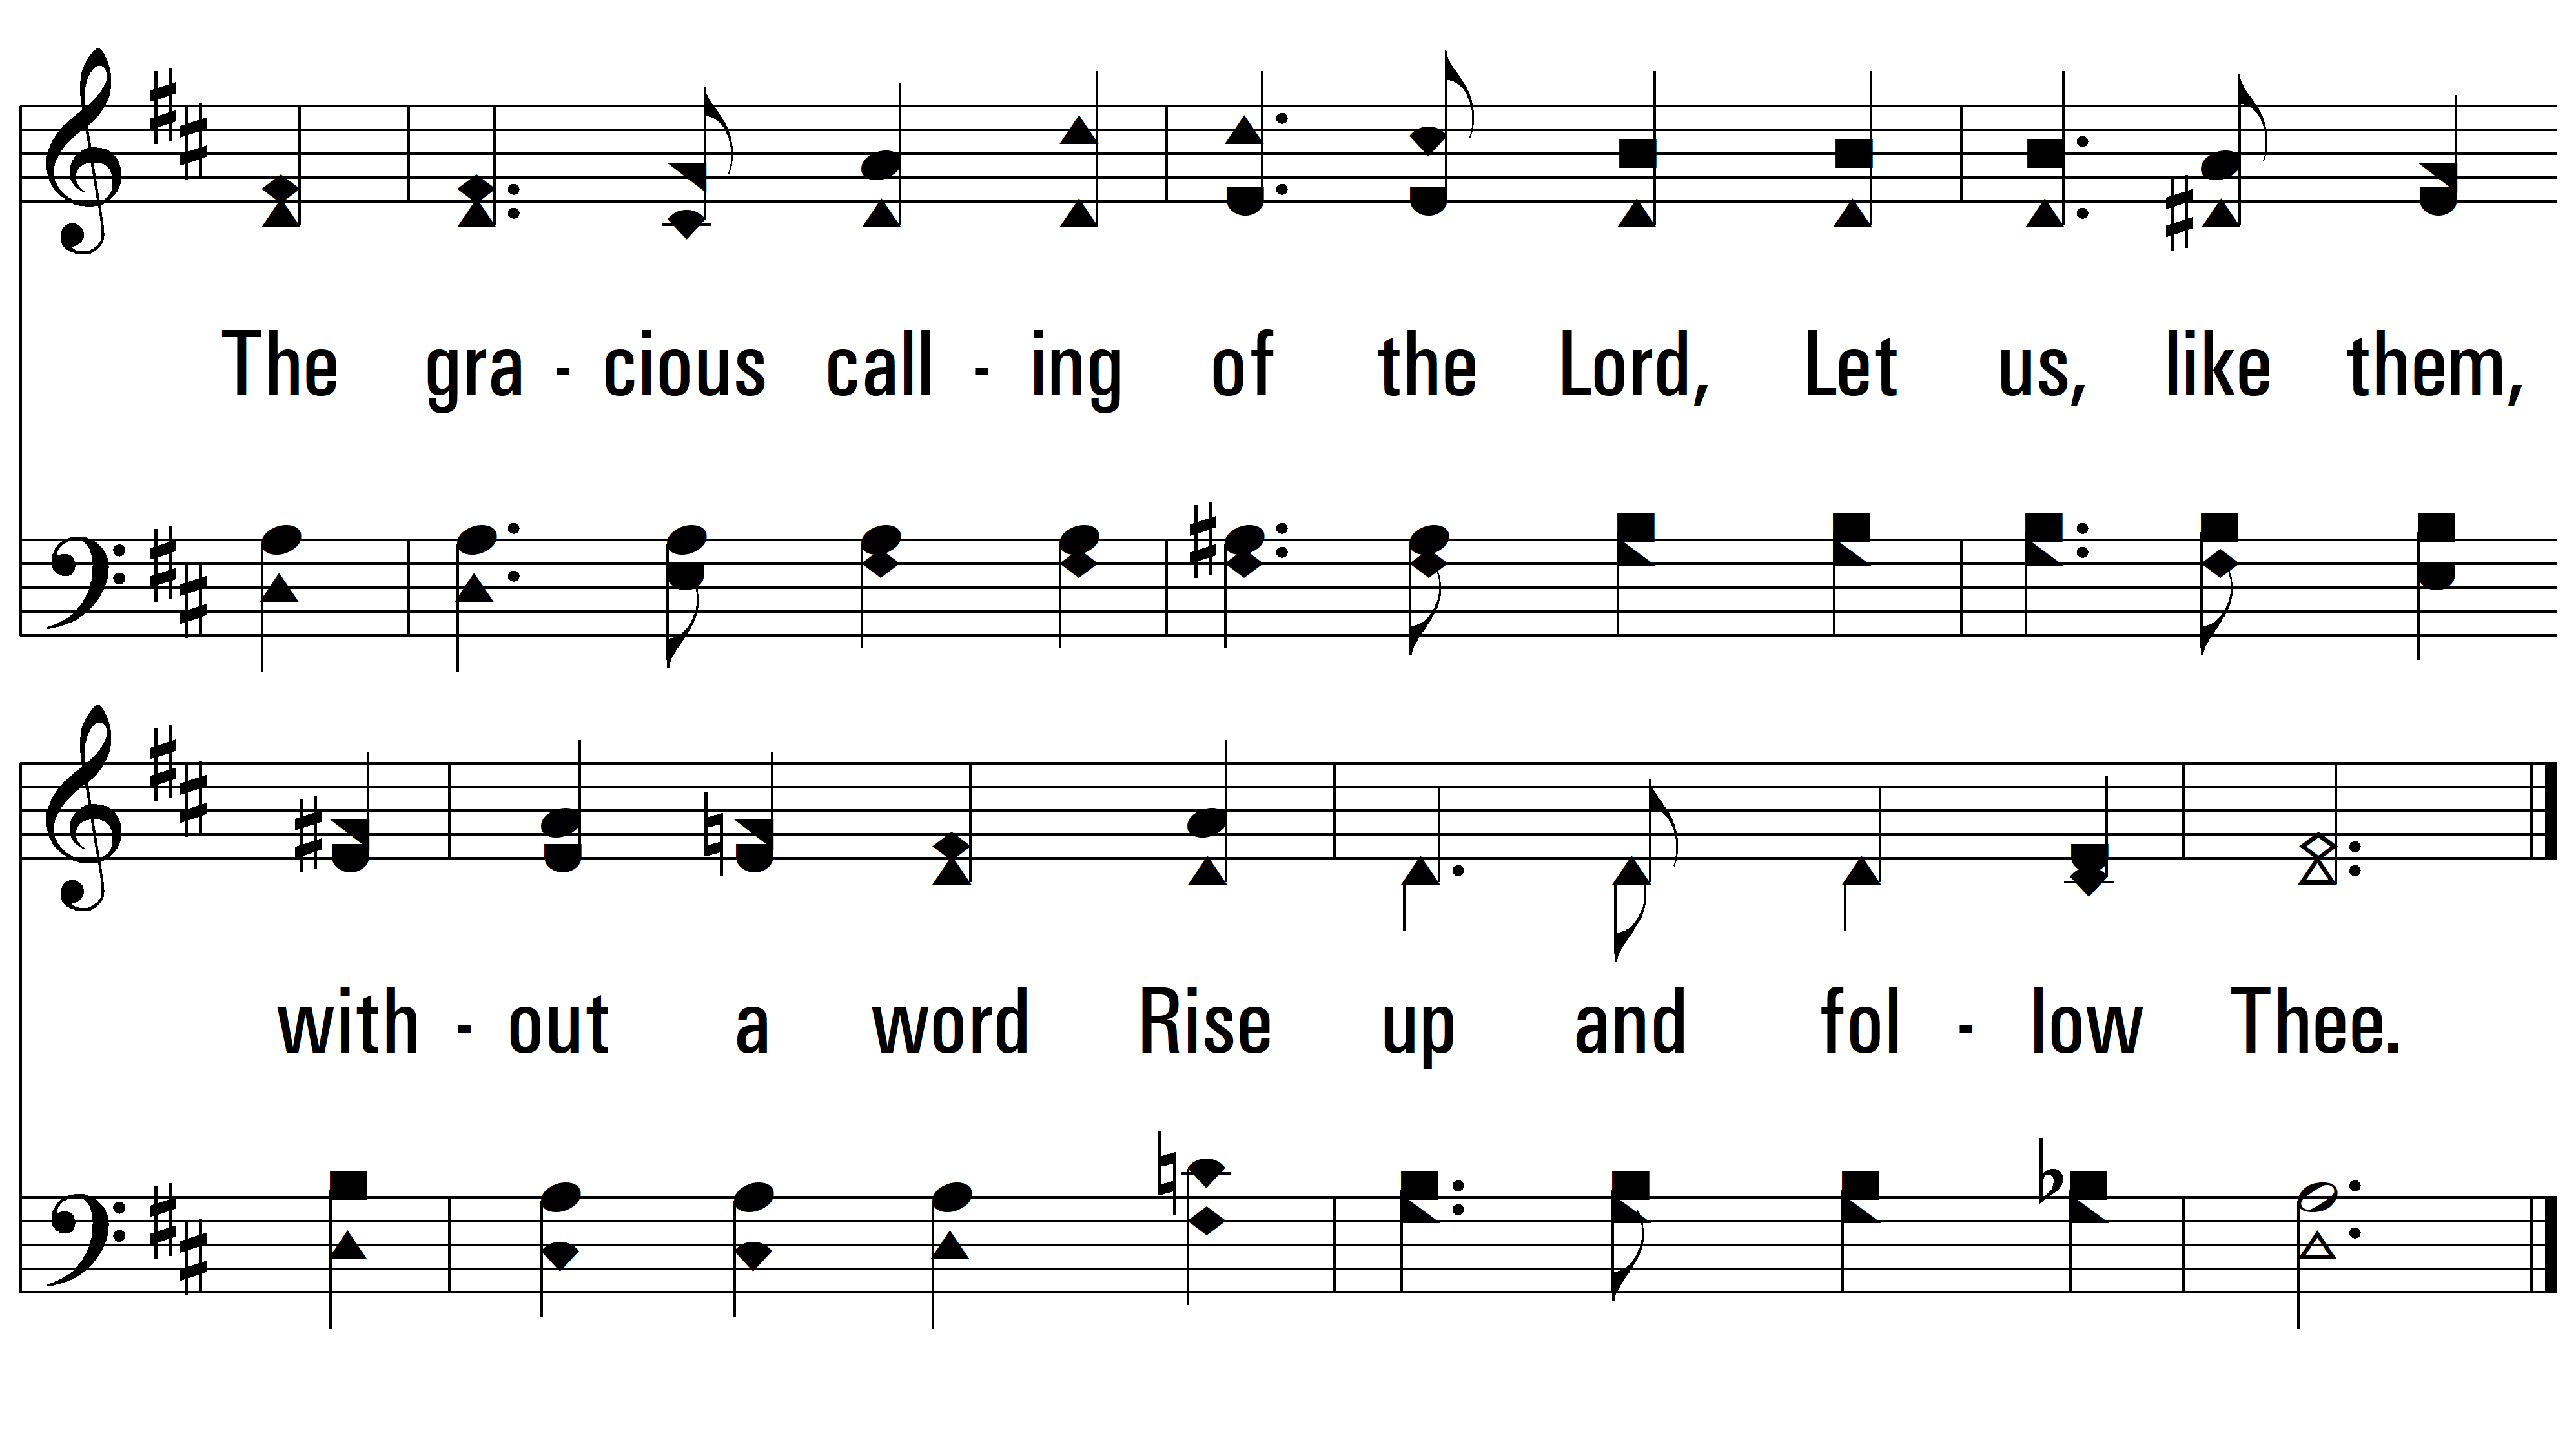 The gra - cious call - ing of the Lord, Let us, like them,
with - out a word Rise up and fol - low Thee.